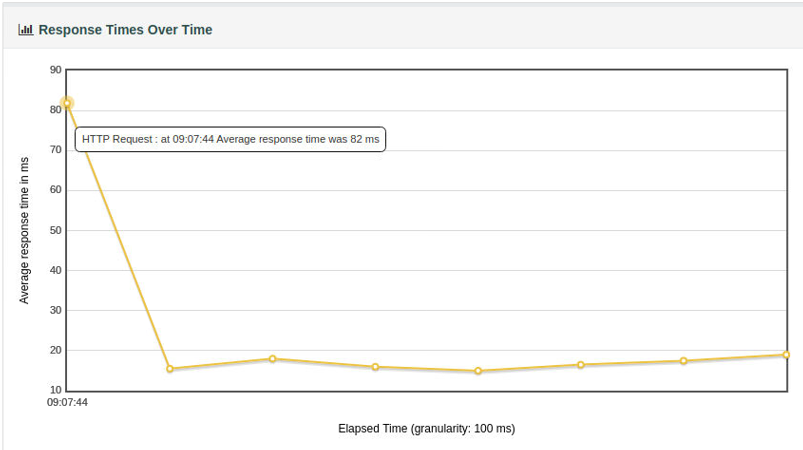 Response Times Over Time
90
80
HTTP Request : at 09:07:44 Average response time was 82 ms
70
60
50
40
30
20
10
Average response time in ms
09:07:44
Elapsed Time (granularity: 100 ms)